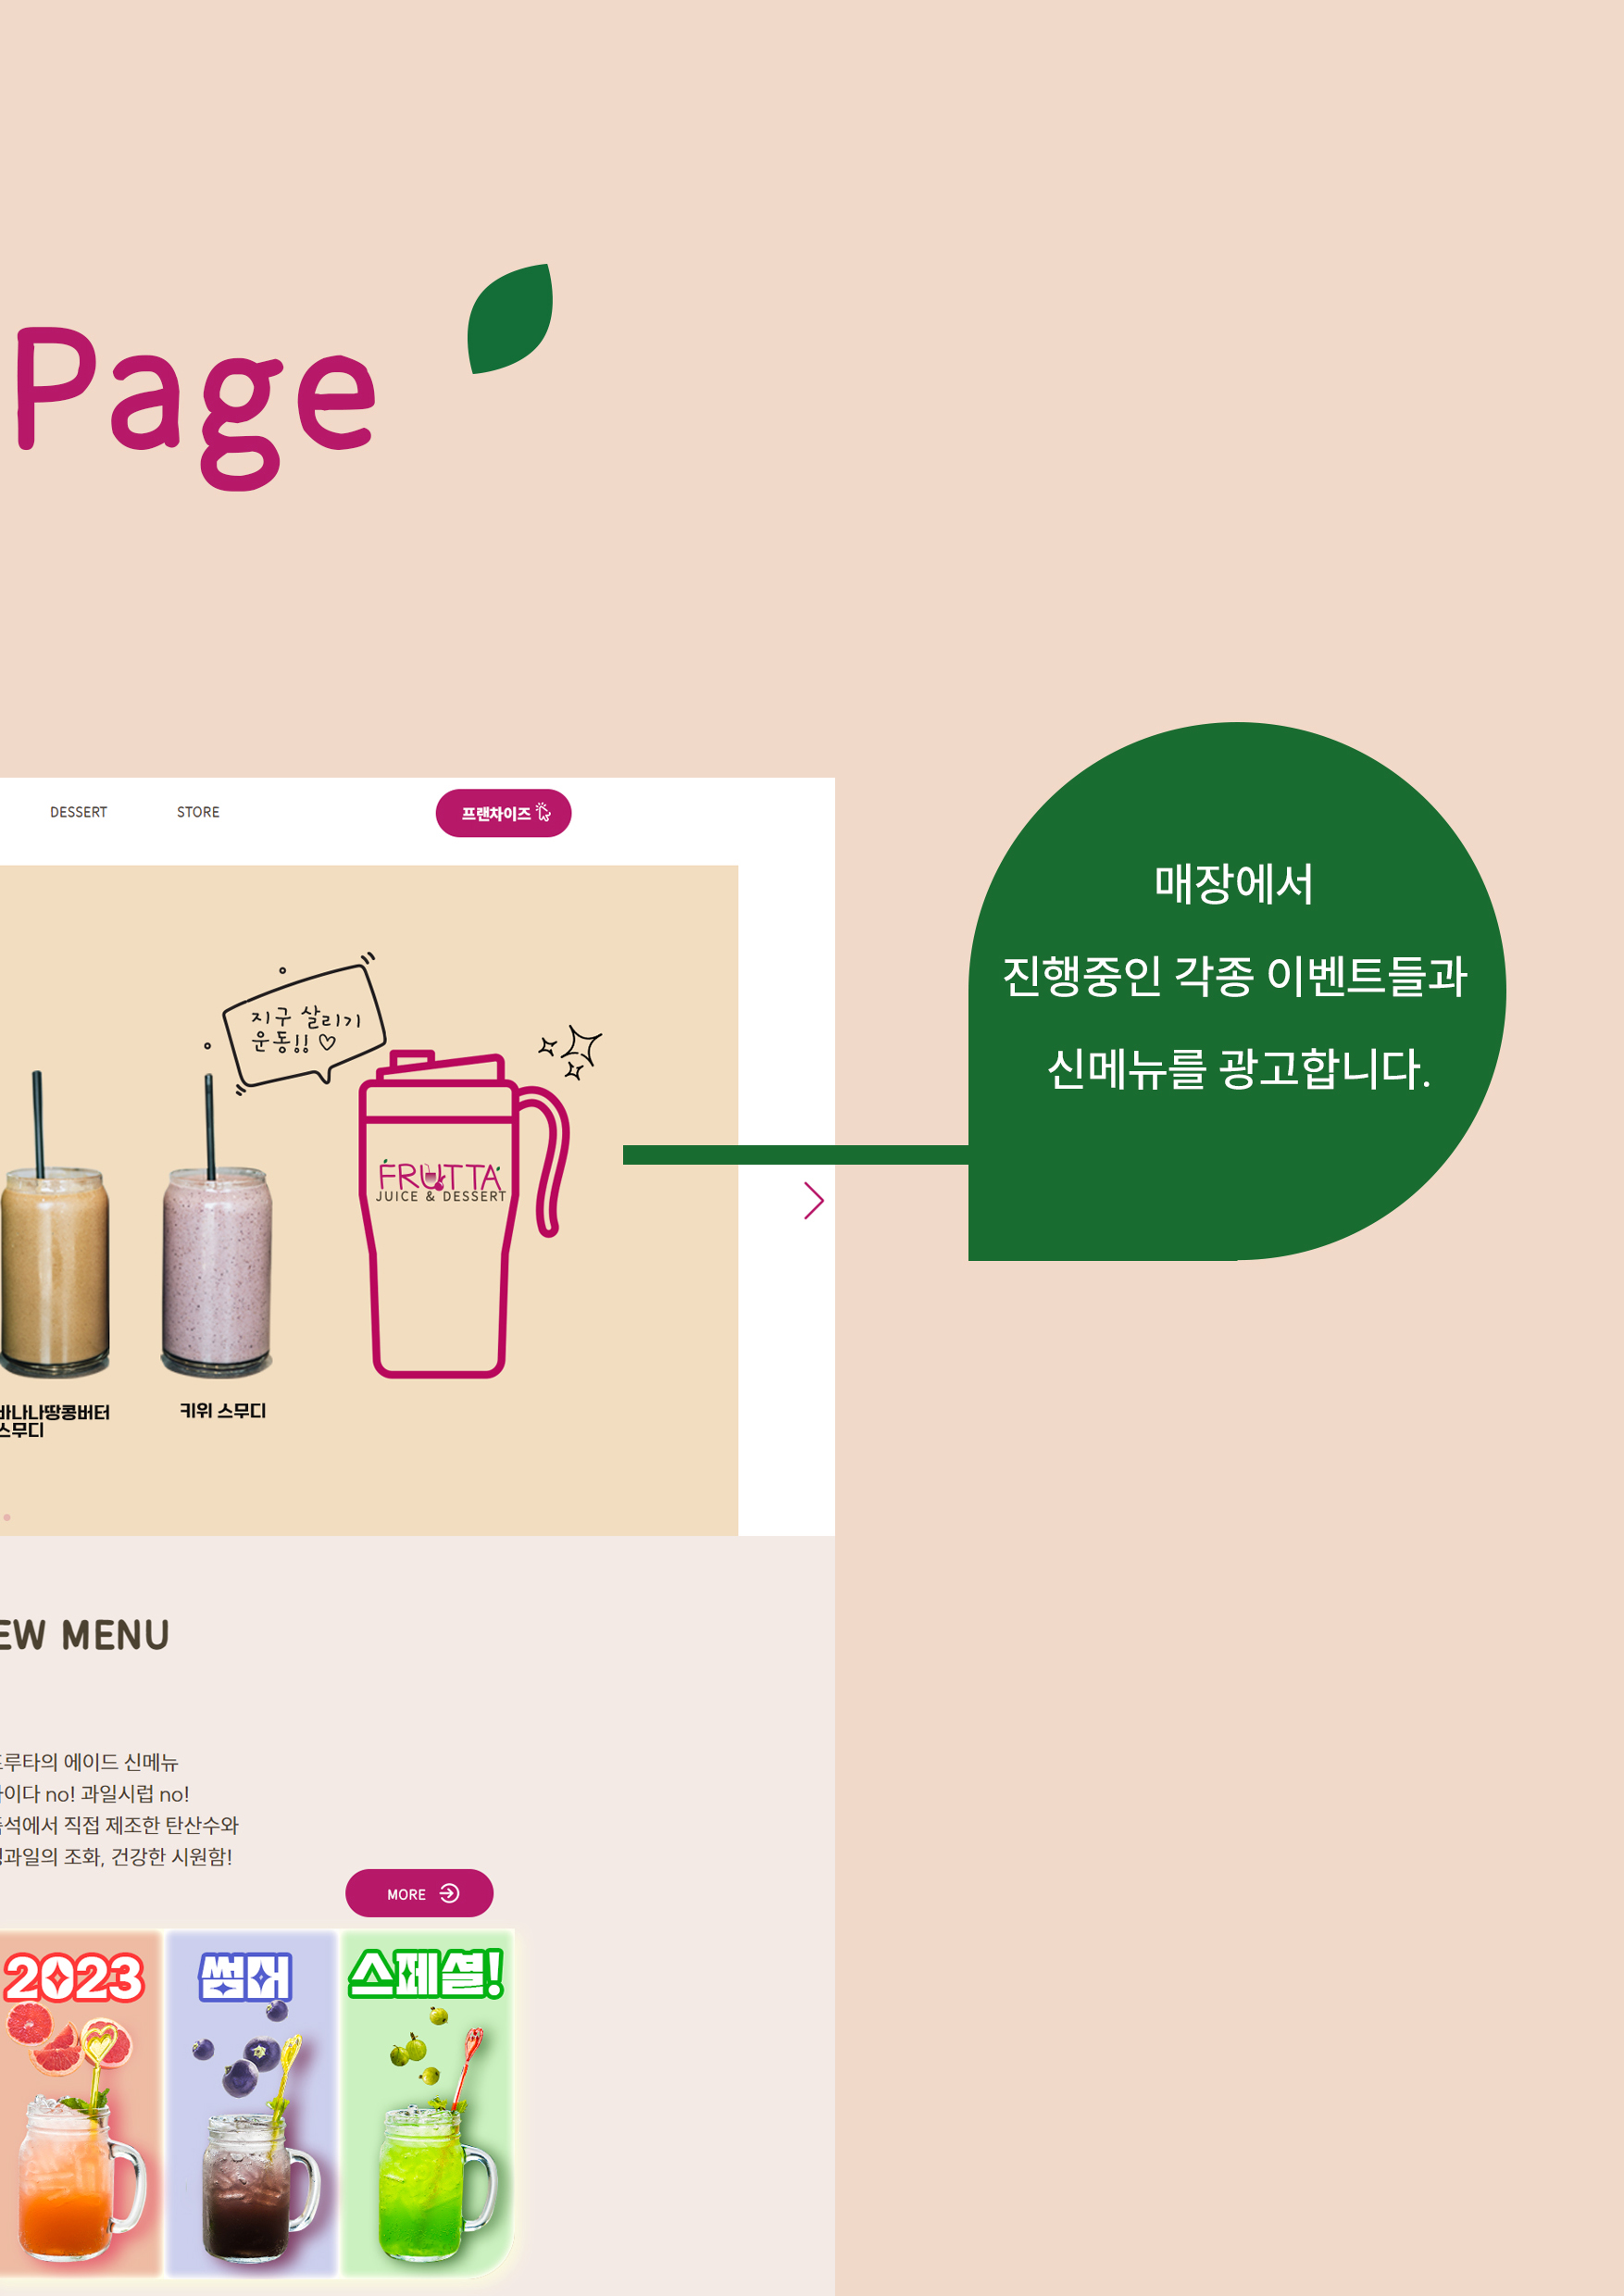 Page
DESSERT
STORE
프랜차이즈
매장에서
진행중인 각종 이벤트들과
신메뉴를 광고합니다.
지구 살리기
운동!! ♡
FRUTTA
JUICE & DESSERT
바나나땅콩버터
스무디
키위 스무디
EW MENU
루타의 에이드 신메뉴
이다 no! 과일시럽 no!
석에서 직접 제조한 탄산수와
과일의 조화, 건강한 시원함!
MORE
2023
썸머
스페셜!